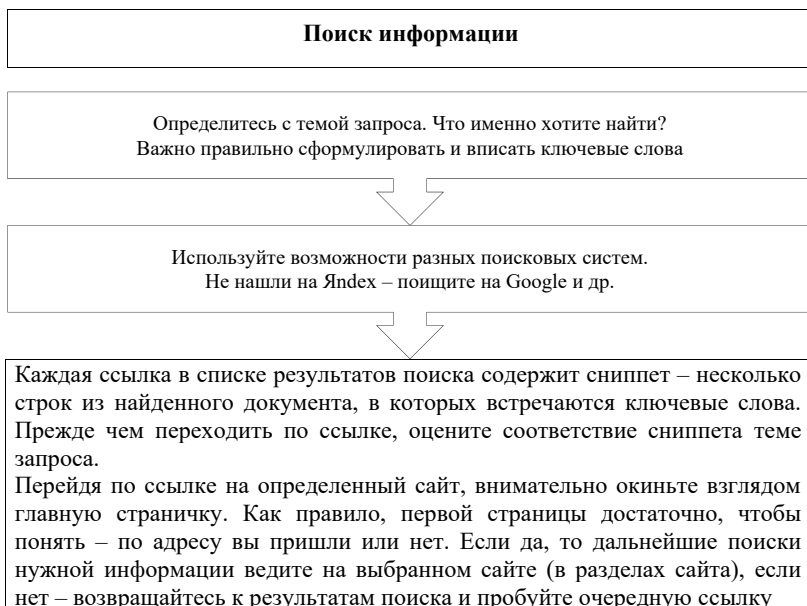 Поиск информации
Определитесь с темой запроса. Что именно хотите найти?
Важно правильно сформулировать и вписать ключевые слова
Используйте возможности разных поисковых систем.
Не нашли на Яndex – поищите на Google и др.
Каждая ссылка в списке результатов поиска содержит сниппет – несколько
строк из найденного документа, в которых встречаются ключевые слова.
Прежде чем переходить по ссылке, оцените соответствие сниппета теме
запроса.
Перейдя по ссылке на определенный сайт, внимательно окиньте взглядом
главную страничку. Как правило, первой страницы достаточно, чтобы
понять – по адресу вы пришли или нет. Если да, то дальнейшие поиски
нужной информации ведите на выбранном сайте (в разделах сайта), если
нет – возвращайтесь к результатам поиска и пробуйте очередную ссылку